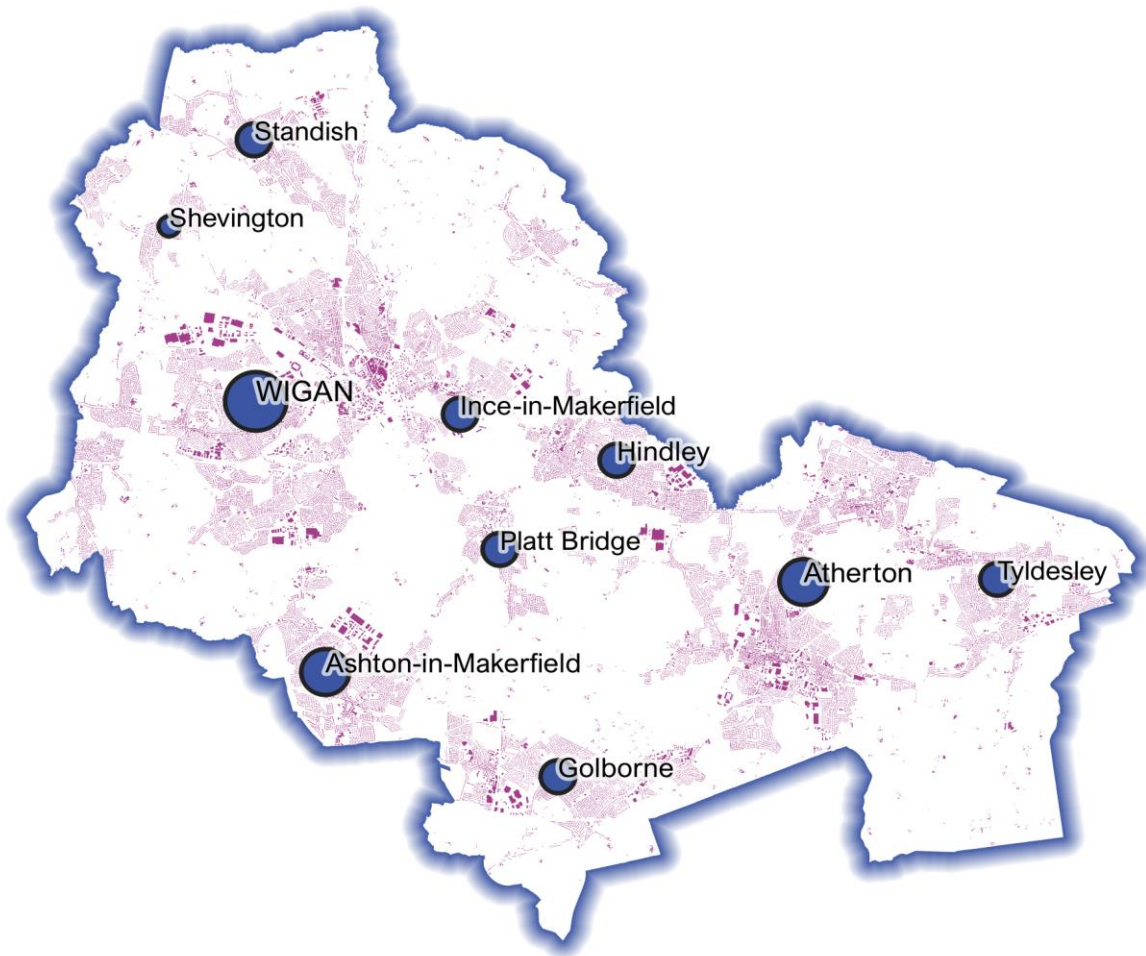 Standish
Shevington
WIGAN
Ince-in-Makerfield
Hindley
Platt Bridge
Atherton
Tyldesley
Ashton-in-Makerfield
Golborne